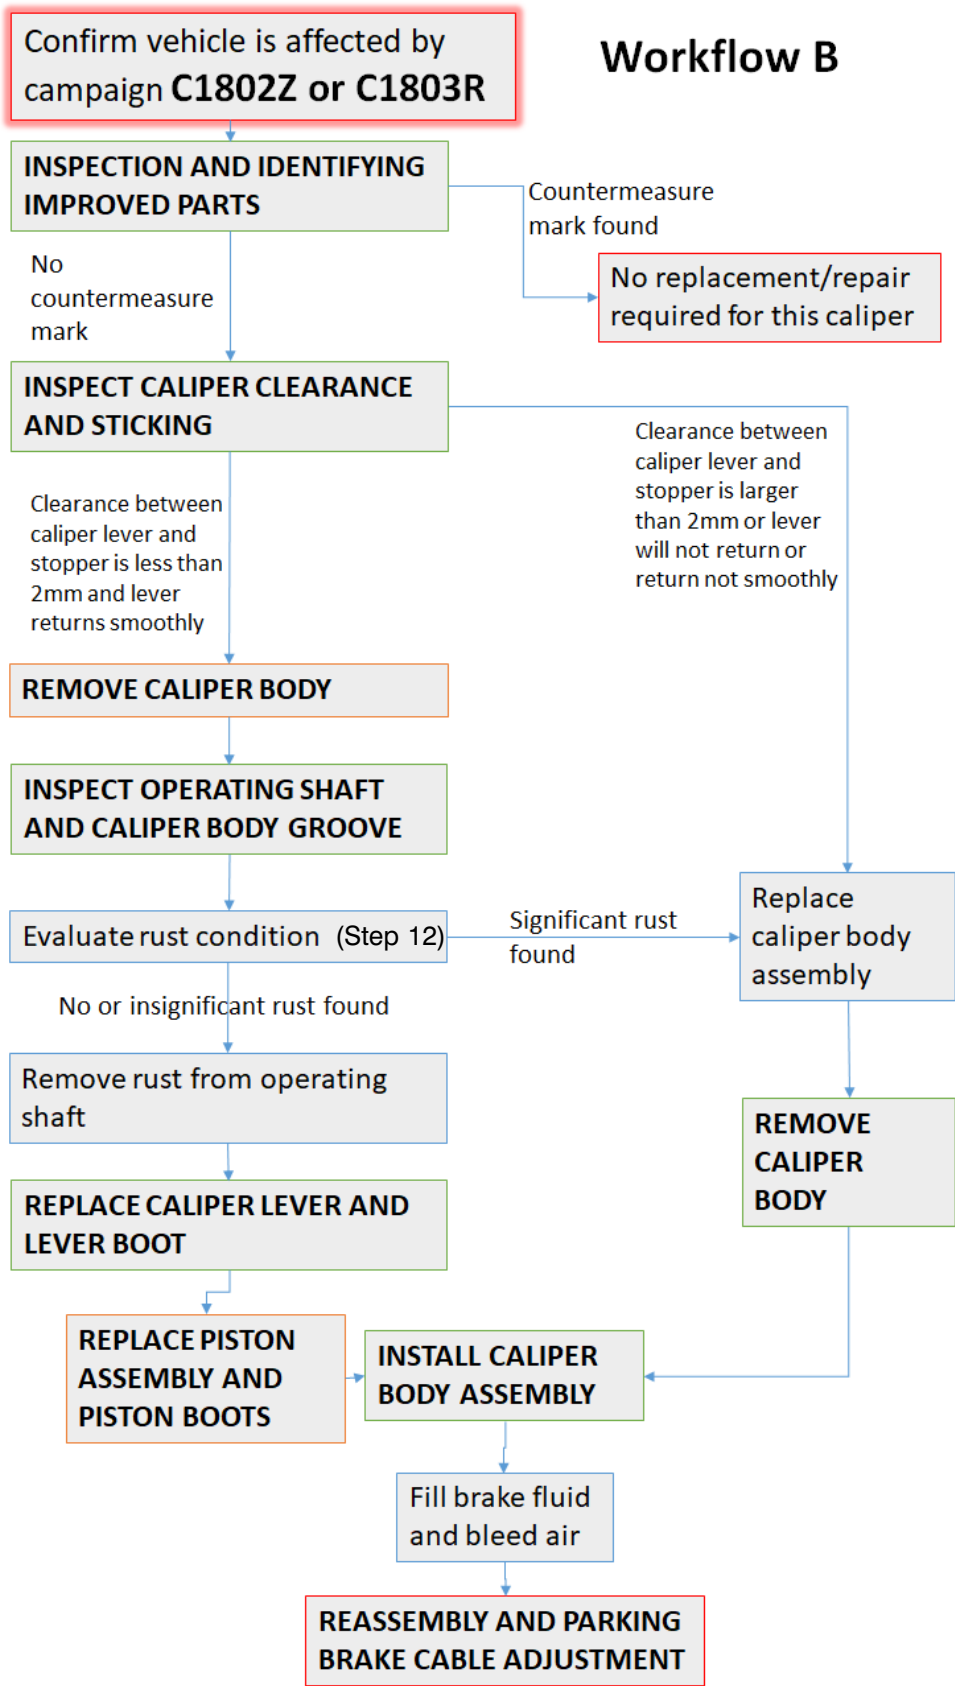 Workflow B
Confirm vehicle is affected by
campaign C1802Z or C1803R
INSPECTION AND IDENTIFYING
IMPROVED PARTS
Countermeasure
mark found
No
countermeasure
mark
No replacement/repair
required for this caliper
INSPECT CALIPER CLEARANCE
AND STICKING
Clearance between
caliper lever and
stopper is larger
than 2mm or lever
will not return or
return not smoothly
Clearance between
caliper lever and
stopper is less than
2mm and lever
returns smoothly
REMOVE CALIPER BODY
INSPECT OPERATING SHAFT
AND CALIPER BODY GROOVE
Evaluate rust condition (Step 12)
Significant rust
found
Replace
caliper body
assembly
No or insignificant rust found
Remove rust from operating
shaft
REMOVE
CALIPER
BODY
REPLACE CALIPER LEVER AND
LEVER BOOT
REPLACE PISTON
ASSEMBLY AND
PISTON BOOTS
INSTALL CALIPER
BODY ASSEMBLY
Fill brake fluid
and bleed air
REASSEMBLY AND PARKING
BRAKE CABLE ADJUSTMENT